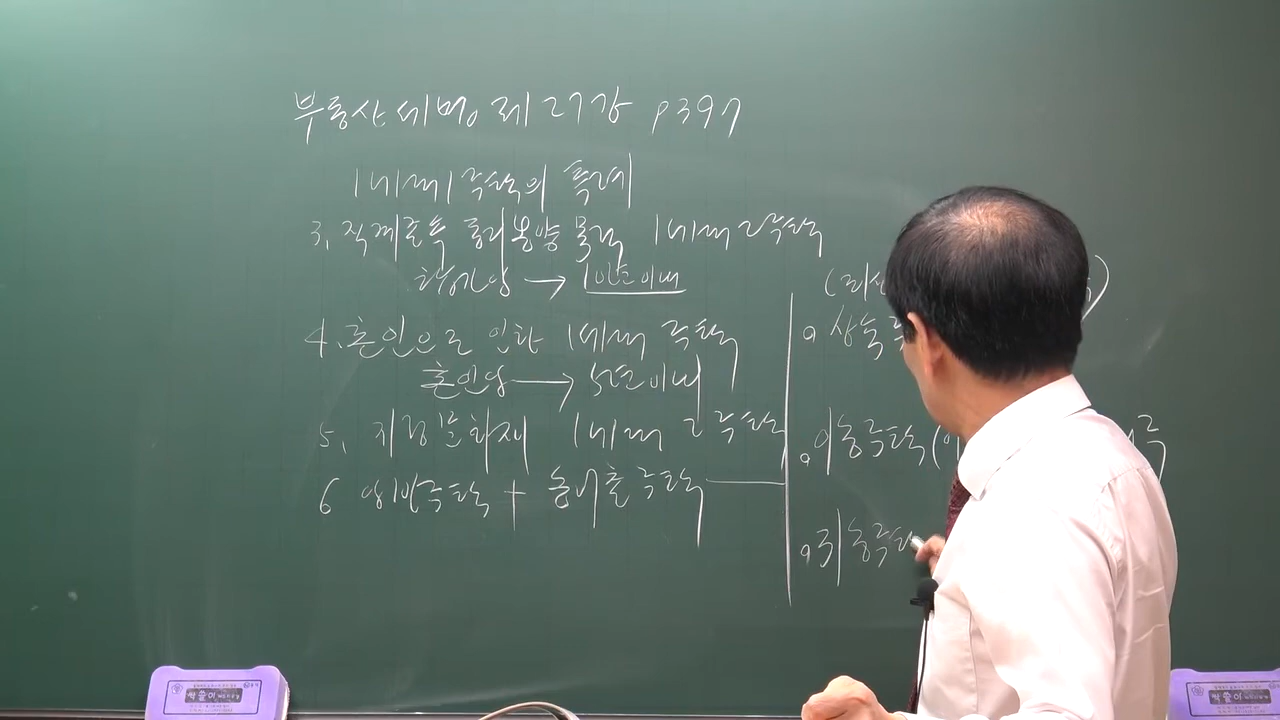 부동산세법 제27강 p397
1세대1주택의 특례
3. 직계존속 동거봉양 목적 1세대 2주택
합가일 → 10년이내
4. 혼인으로 인한 1세대 주택
혼인일 → 5년이내
5. 지정문화재 1세대 2주택
6 일반주택 + 농어촌주택
상속주
이농주택(이
귀농주택
싹쓸이